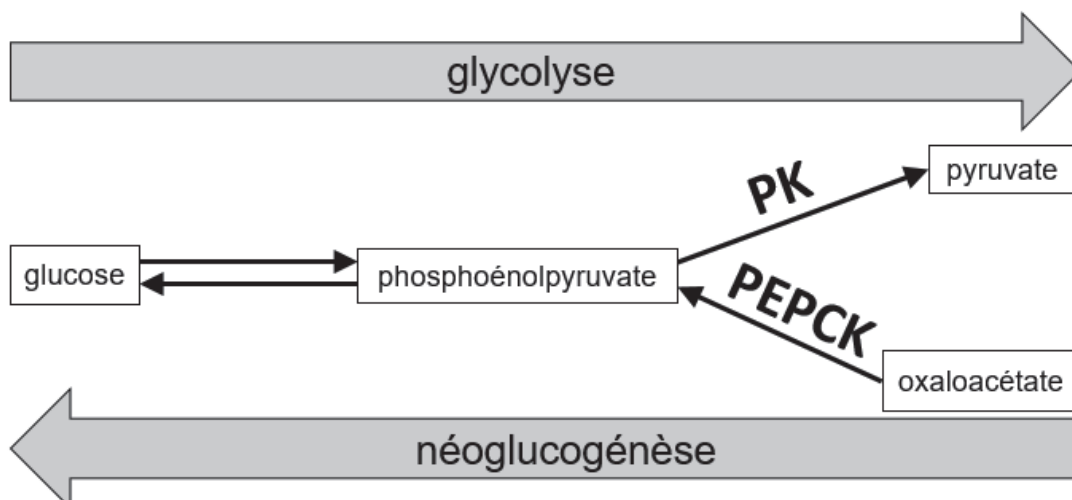 glycolyse
PK
pyruvate
glucose
phosphoénolpyruvate
PEPCK
oxaloacétate
néoglucogénèse